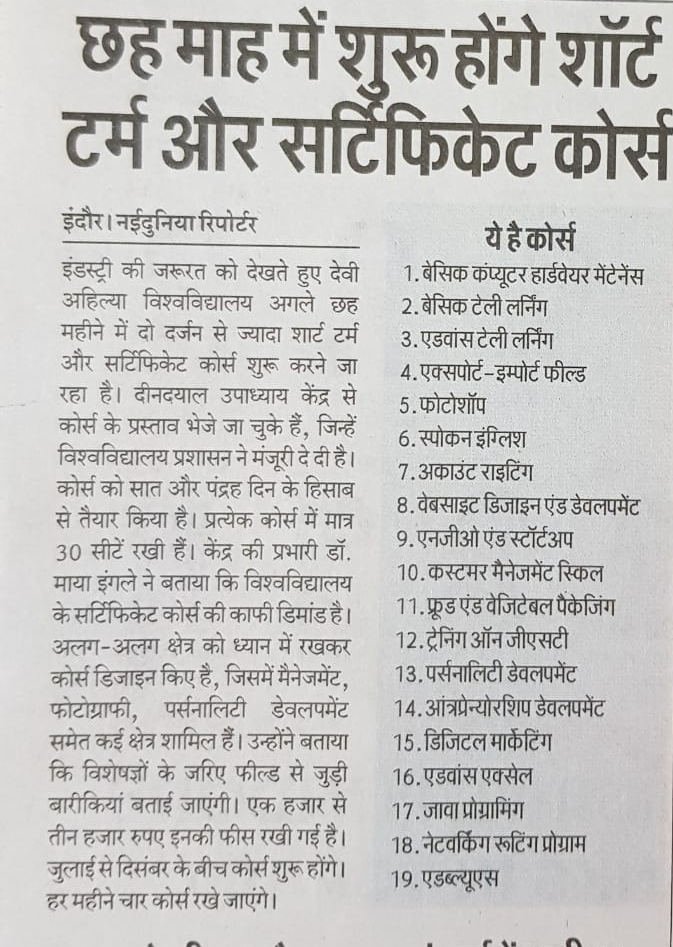 छह माह में शुरू होंगे शॉर्ट
टर्म और सर्टिफिकेट कोर्स
इंदौर। नईदुनिया रिपोर्टर
इंडस्ट्री की जरूरत को देखते हुए देवी
अहिल्या विश्वविद्यालय अगले छह
महीने में दो दर्जन से ज्यादा शार्ट टर्म
और सर्टिफिकेट कोर्स शुरू करने जा
रहा है। दीनदयाल उपाध्याय केंद्र से
कोर्स के प्रस्ताव भेजे जा चुके हैं, जिन्हें
विश्वविद्यालय प्रशासन ने मंजूरी दे दी है।
कोर्स को सात और पंद्रह दिन के हिसाब
से तैयार किया है। प्रत्येक कोर्स में मात्र
30 सीटें रखी हैं। केंद्र की प्रभारी डॉ.
माया इंगले ने बताया कि विश्वविद्यालय
के सर्टिफिकेट कोर्स की काफी डिमांड है।
अलग-अलग क्षेत्र को ध्यान में रखकर
कोर्स डिजाइन किए है, जिसमें मैनेजमेंट,
फोटोग्राफी, पर्सनालिटी डेवलपमेंट
समेत कई क्षेत्र शामिल हैं। उन्होंने बताया
कि विशेषज्ञों के जरिए फील्ड से जुड़ी
बारीकियां बताई जाएंगी। एक हजार से
तीन हजार रुपए इनकी फीस रखी गई है।
जुलाई से दिसंबर के बीच कोर्स शुरू होंगे।
हर महीने चार कोर्स रखे जाएंगे।
ये है कोर्स
1. बेसिक कंप्यूटर हार्डवेयर मेंटेनेंस
2. बेसिक टेली लर्निंग
3. एडवांस टेली लर्निंग
4. एक्सपोर्ट-इम्पोर्ट फील्ड
5. फोटोशॉप
6. स्पोकन इंग्लिश
7. अकाउंट राइटिंग
8. वेबसाइट डिजाइन एंड डेवलपमेंट
9. एनजीओ एंड स्टॉर्टअप
10. कस्टमर मैनेजमेंट स्किल
11. फ्रूड एंड वेजिटेबल पैकेजिंग
12. ट्रेनिंग ऑन जीएसटी
13. पर्सनालिटी डेवलपमेंट
14. आंत्रप्रेन्योरशिप डेवलपमेंट
15. डिजिटल मार्केटिंग
16. एडवांस एक्सेल
17. जावा प्रोग्रामिंग
18. नेटवर्किंग रूटिंग प्रोग्राम
19. एडब्ल्यूएस